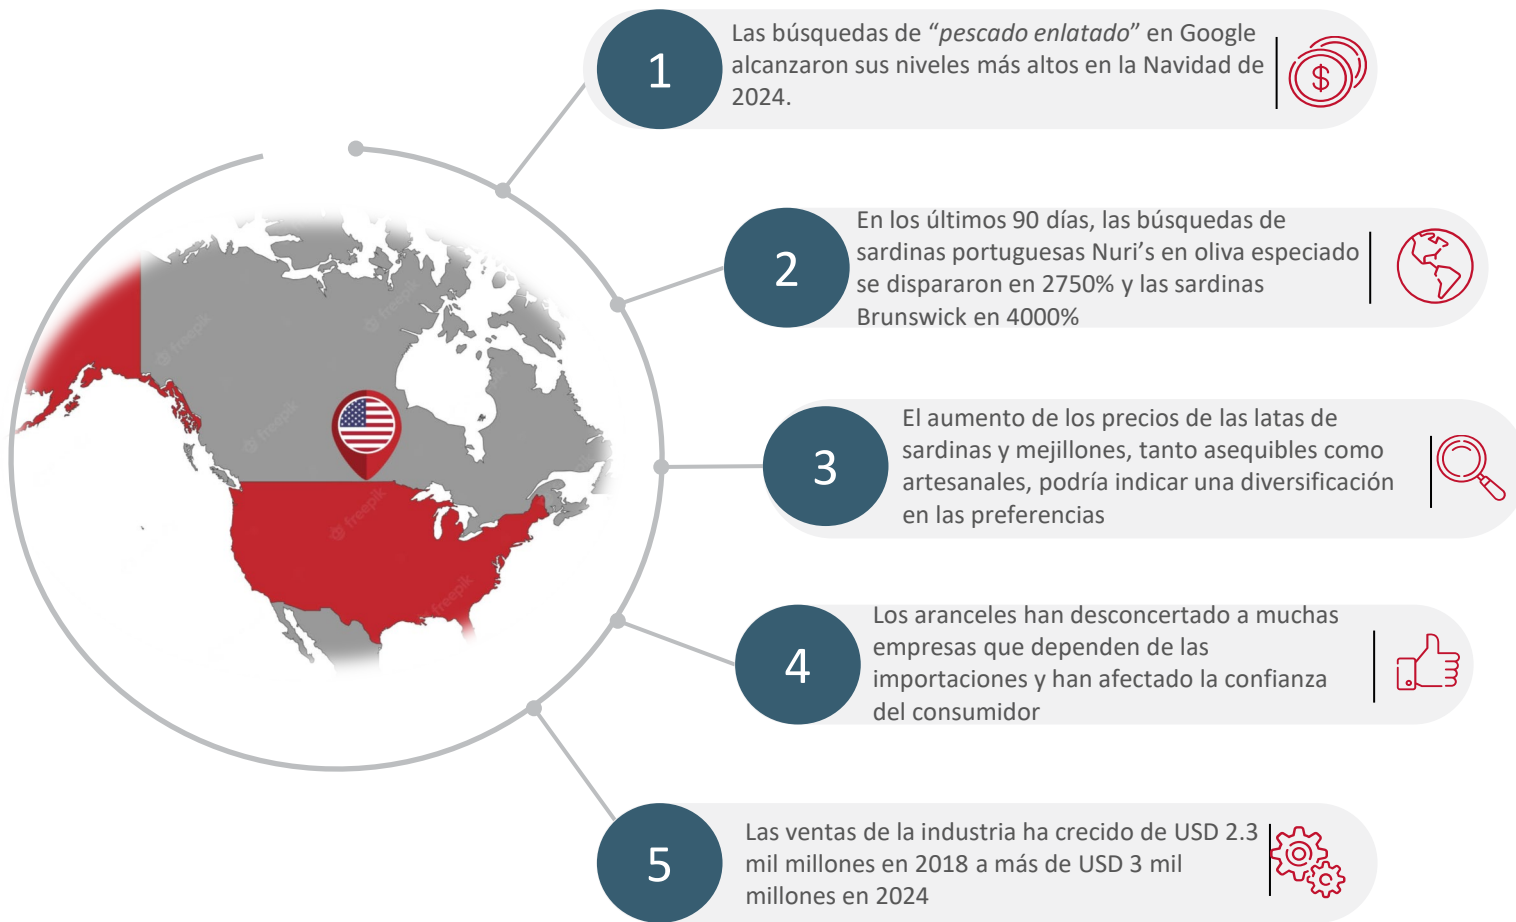 1
Las búsquedas de “pescado enlatado” en Google
alcanzaron sus niveles más altos en la Navidad de
2024.
$
2
En los últimos 90 días, las búsquedas de
sardinas portuguesas Nuri’s en oliva especiado
se dispararon en 2750% y las sardinas
Brunswick en 4000%
3
El aumento de los precios de las latas de
sardinas y mejillones, tanto asequibles como
artesanales, podría indicar una diversificación
en las preferencias
4
Los aranceles han desconcertado a muchas
empresas que dependen de las
importaciones y han afectado la confianza
del consumidor
5
Las ventas de la industria ha crecido de USD 2.3
mil millones en 2018 a más de USD 3 mil
millones en 2024
freepik
freepik
freepik
freepik
freepik